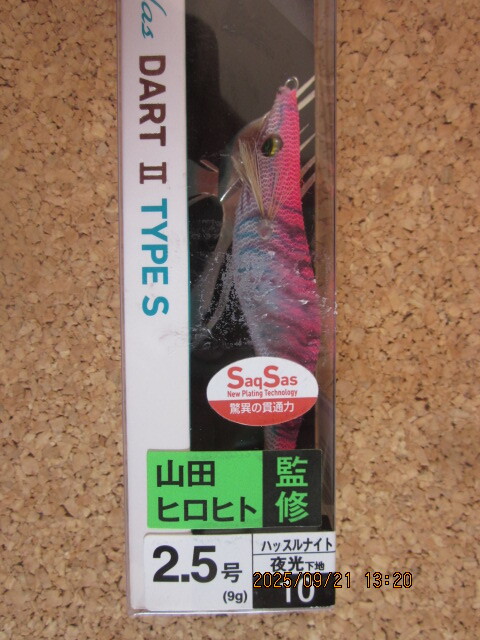 DART II TYPE S
SaqSas
New Plating Technology
驚異の貫通力
山田
ヒロヒト
監修
2.5号
(9g)
ハッスルナイト
夜光下地
10
2025/09/21 13:20